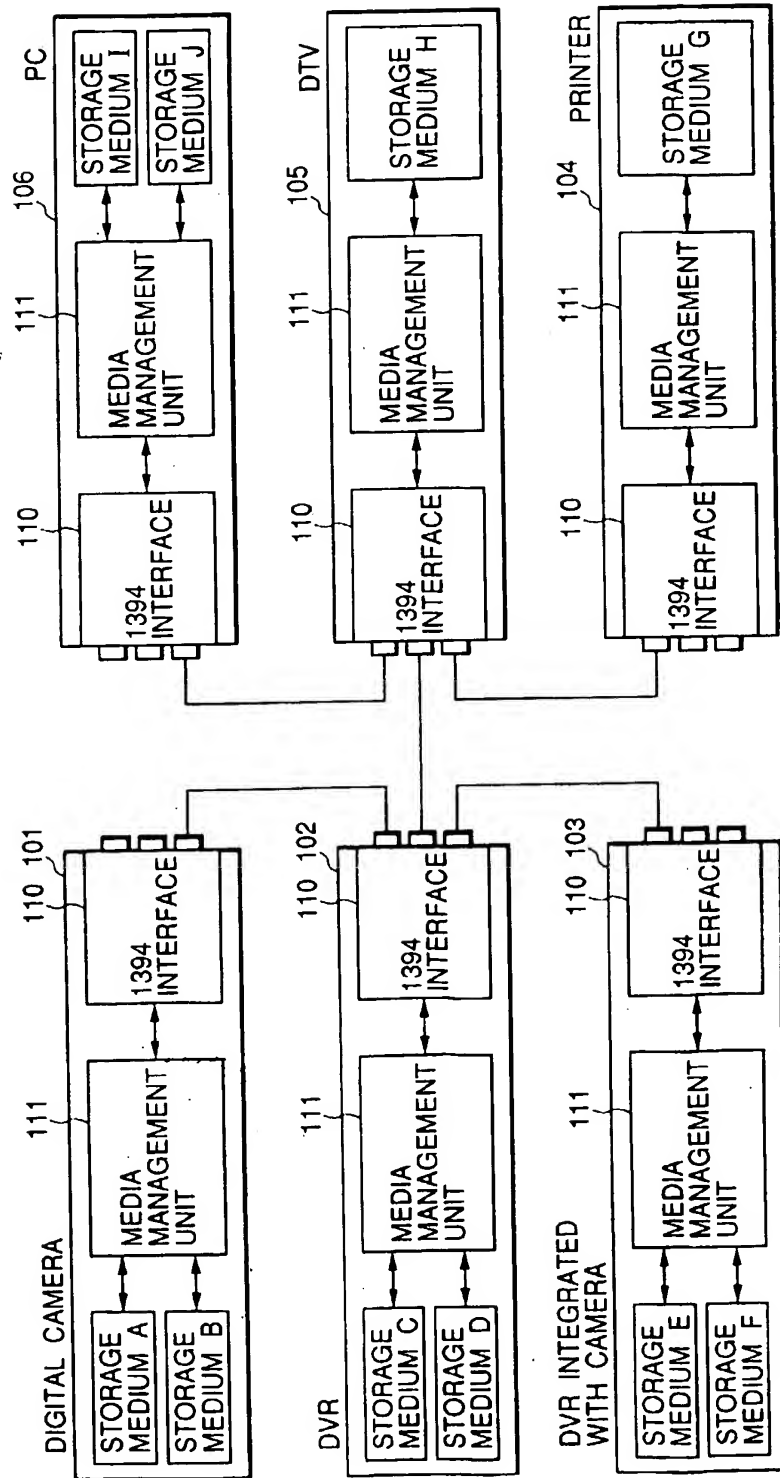 DIGITAL CAMERA
101
111
110
STORAGE
MEDIUM A
STORAGE
MEDIUM B
MEDIA
MANAGEMENT
UNIT
1394
INTERFACE
DVR
102
111
110
STORAGE
MEDIUM C
STORAGE
MEDIUM D
MEDIA
MANAGEMENT
UNIT
1394
INTERFACE
DVR INTEGRATED
WITH CAMERA
103
111
110
STORAGE
MEDIUM E
STORAGE
MEDIUM F
MEDIA
MANAGEMENT
UNIT
1394
INTERFACE
PC
106
110
111
1394
INTERFACE
MEDIA
MANAGEMENT
UNIT
STORAGE
MEDIUM I
STORAGE
MEDIUM J
DTV
105
110
111
1394
INTERFACE
MEDIA
MANAGEMENT
UNIT
STORAGE
MEDIUM H
PRINTER
104
110
111
1394
INTERFACE
MEDIA
MANAGEMENT
UNIT
STORAGE
MEDIUM G